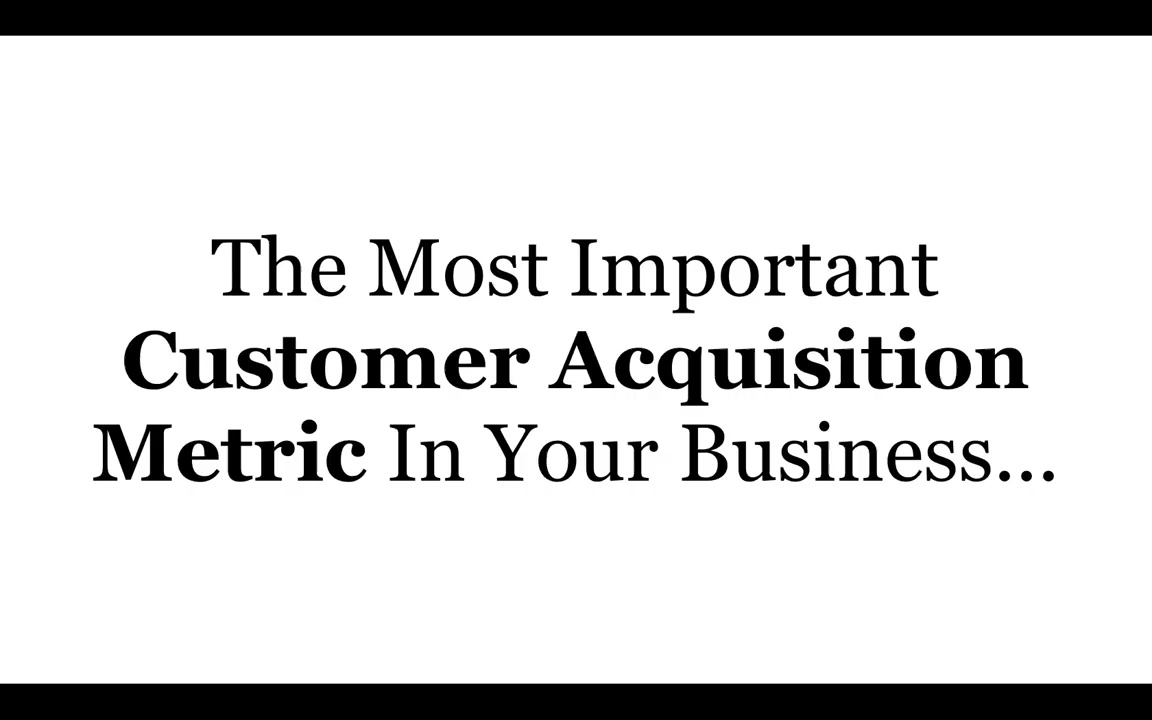 The Most Important
Customer Acquisition
Metric In Your Business...